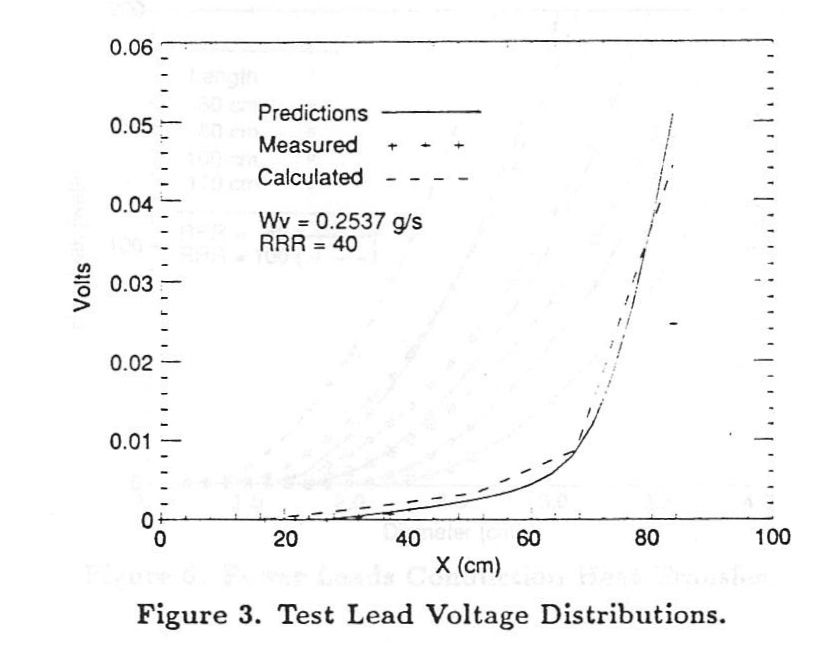 0.06
0.05
0.04
0.03
0.02
0.01
0
Volts
Predictions
Measured + + +
Calculated
Wv = 0.2537 g/s
RRR = 40
0 20 40 60 80 100
X (cm)
Figure 3. Test Lead Voltage Distributions.